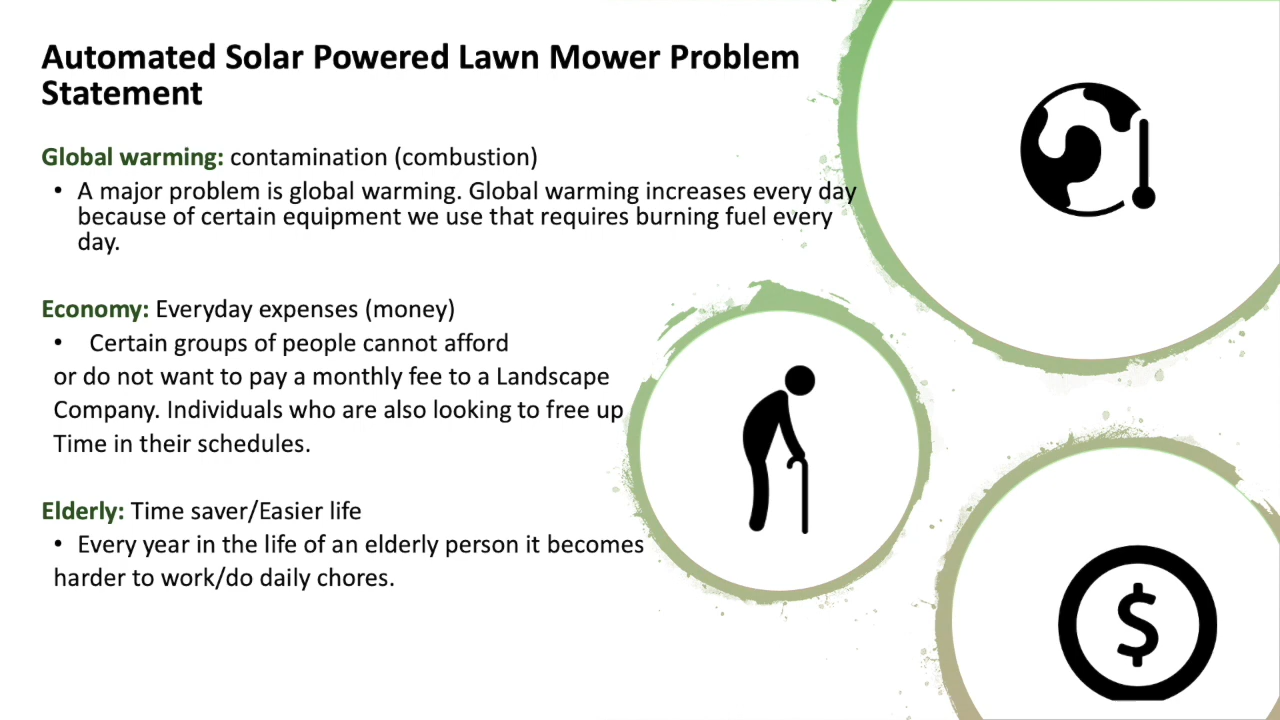 Automated Solar Powered Lawn Mower Problem
Statement
Global warming: contamination (combustion)
• A major problem is global warming. Global warming increases every day
because of certain equipment we use that requires burning fuel every
day.
Economy: Everyday expenses (money)
• Certain groups of people cannot afford
or do not want to pay a monthly fee to a Landscape
Company. Individuals who are also looking to free up
Time in their schedules.
Elderly: Time saver/Easier life
• Every year in the life of an elderly person it becomes
harder to work/do daily chores.
$